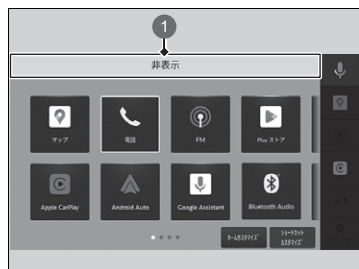 1
非表示
マップ
電話
FM
Play ストア
Apple CarPlay
Android Auto
Google Assistant
Bluetooth Audio
ホームカスタマイズ
ショートカット
カスタマイズ